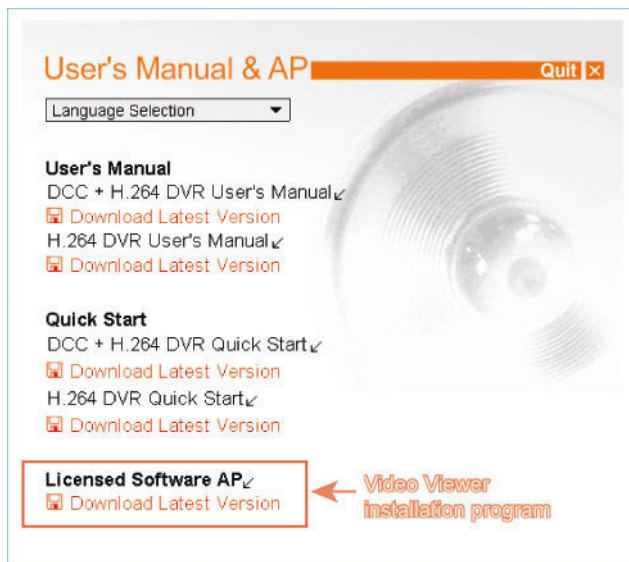 User's Manual & AP
Quit
Language Selection
User's Manual
DCC + H.264 DVR User's Manual
Download Latest Version
H.264 DVR User's Manual
Download Latest Version
Quick Start
DCC + H.264 DVR Quick Start
Download Latest Version
H.264 DVR Quick Start
Download Latest Version
Licensed Software AP
Download Latest Version
Video Viewer
installation program